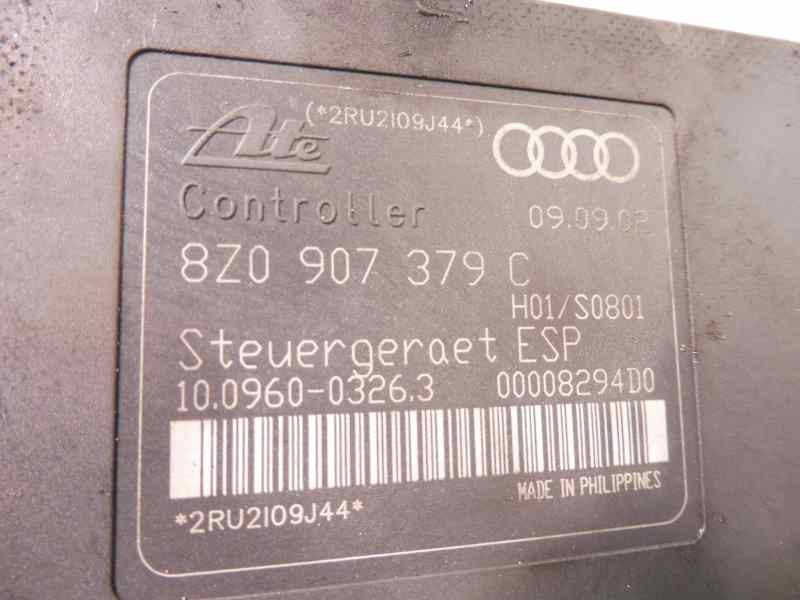 (*2RU2I09J44*)
Ate
Controller 09.09.02
8Z0 907 379 C
H01/S0801
Steuergeraet ESP
10.0960-0326.3 00008294D0
MADE IN PHILIPPINES
*2RU2I09J44*